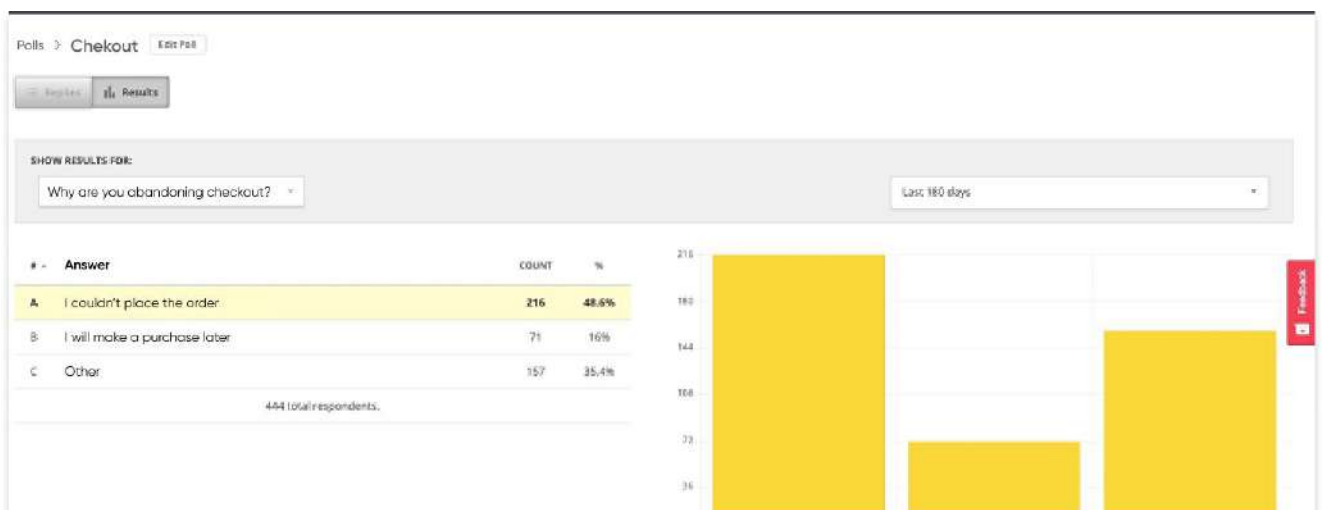 Polls > Chekout Edit Poll
Replies Results
SHOW RESULTS FOR:
Why are you abandoning checkout?
Last 180 days
# Answer COUNT %
A I couldn't place the order 216 48.6%
B I will make a purchase later 71 16%
C Other 157 35.4%
444 total respondents.
216
180
144
108
72
36
Feedback